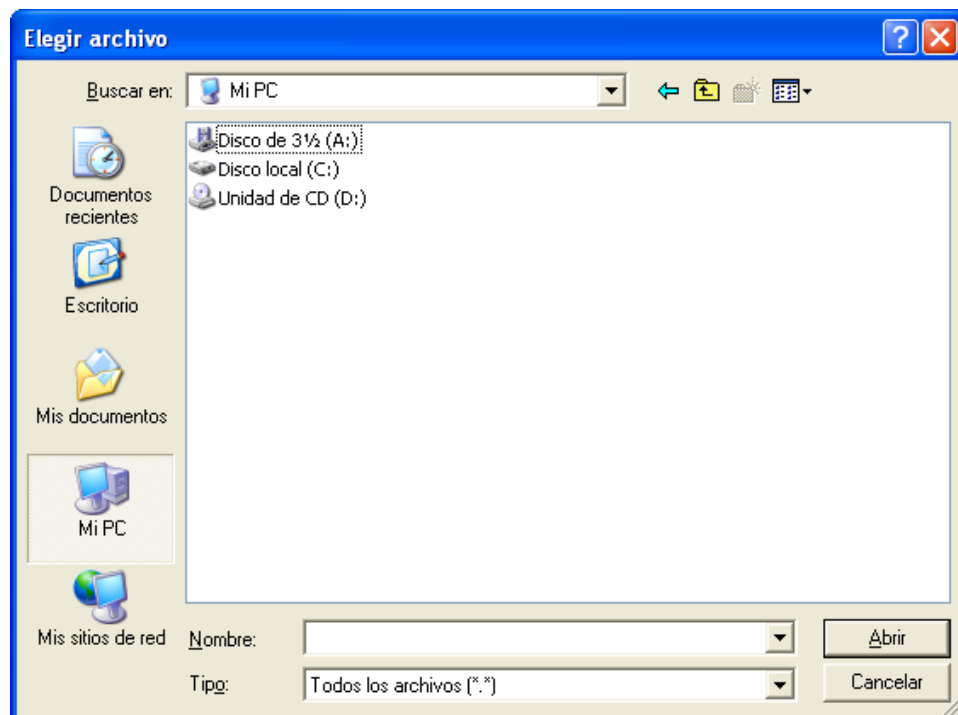 Elegir archivo
Buscar en:
Mi PC
Disco de 3½ (A:)
Disco local (C:)
Unidad de CD (D:)
Documentos
recientes
Escritorio
Mis documentos
Mi PC
Mis sitios de red
Nombre:
Abrir
Tipo:
Todos los archivos (*.*)
Cancelar